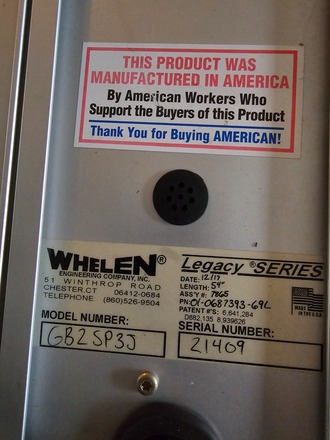 THIS PRODUCT WAS
MANUFACTURED IN AMERICA
By American Workers Who
Support the Buyers of this Product
Thank You for Buying AMERICAN!
WHELEN®
ENGINEERING COMPANY, INC.
51 WINTHROP ROAD
CHESTER, CT 06412-0684
TELEPHONE (860)526-9504
MODEL NUMBER:
GB2SP3J
Legacy® SERIES
DATE: 12/17
LENGTH: 54"
ASS'Y #: 7865
PN: 01-0687393-69L
PATENT #'S: 6,641,284
D682,135 8,939626
MADE
IN THE U.S.A
SERIAL NUMBER:
21409